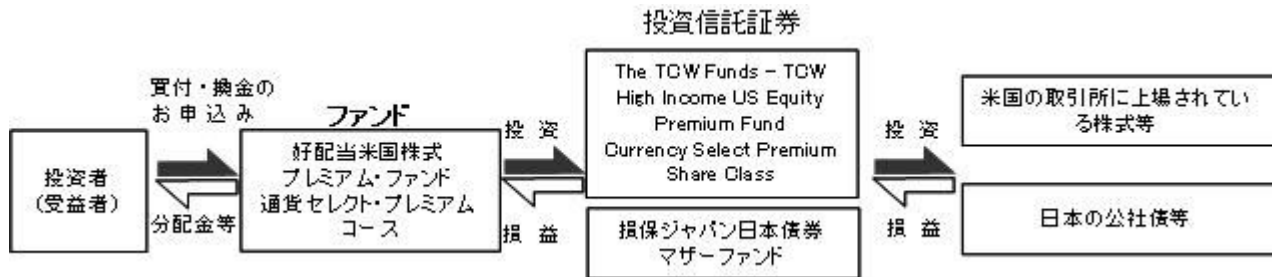 投資信託証券
買付・換金の
お申込み
ファンド
投資者
(受益者)
分配金等
好配当米国株式
プレミアム・ファンド
通貨セレクト・プレミアム
コース
投資
損益
The TCW Funds – TCW
High Income US Equity
Premium Fund
Currency Select Premium
Share Class
損保ジャパン日本債券
マザーファンド
投資
損益
米国の取引所に上場されてい
る株式等
日本の公社債等